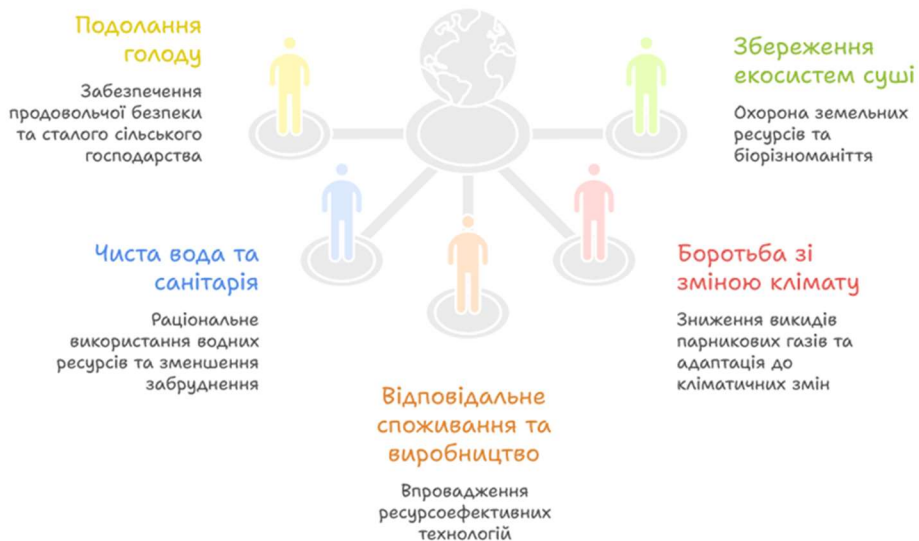 Подолання
голоду
Забезпечення
продовольчої безпеки
та сталого сільського
господарства
Чиста вода та
санітарія
Раціональне
використання водних
ресурсів та зменшення
забруднення
Відповідальне
споживання та
виробництво
Впровадження
ресурсоефективних
технологій
Боротьба зі
зміною клімату
Зниження викидів
парникових газів та
адаптація до
кліматичних змін
Збереження
екосистем суші
Охорона земельних
ресурсів та
біорізноманіття